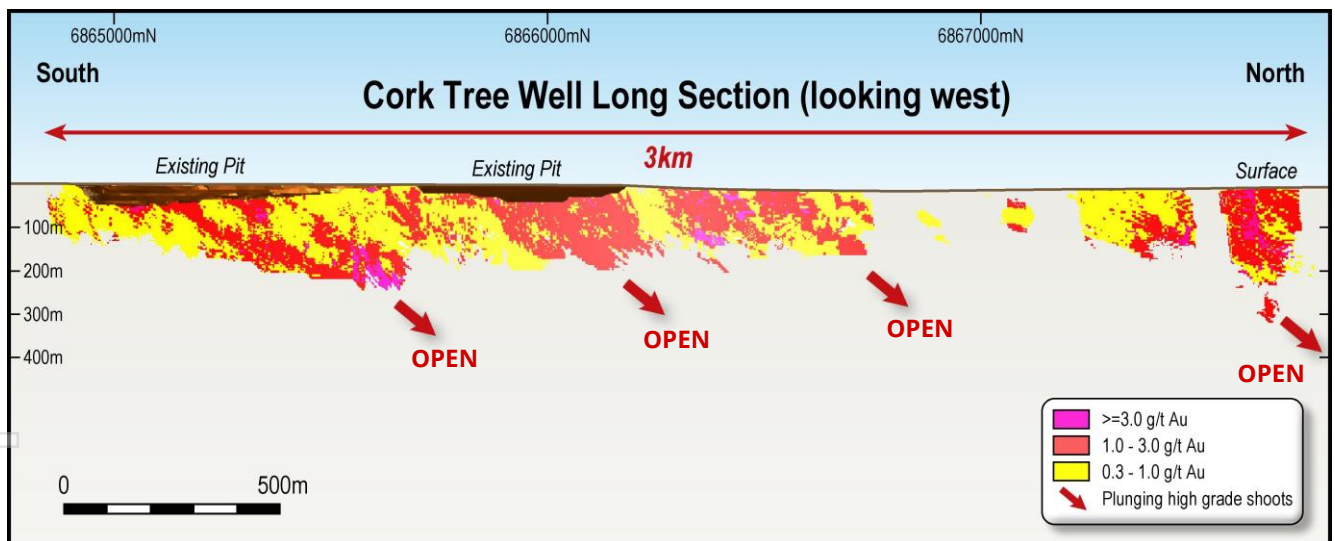 6865000mN
6866000mN
6867000mN
South
North
Cork Tree Well Long Section (looking west)
3km
Existing Pit
Existing Pit
Surface
100m
200m
300m
400m
OPEN
OPEN
OPEN
OPEN
>=3.0 g/t Au
1.0 - 3.0 g/t Au
0.3 - 1.0 g/t Au
Plunging high grade shoots
0
500m